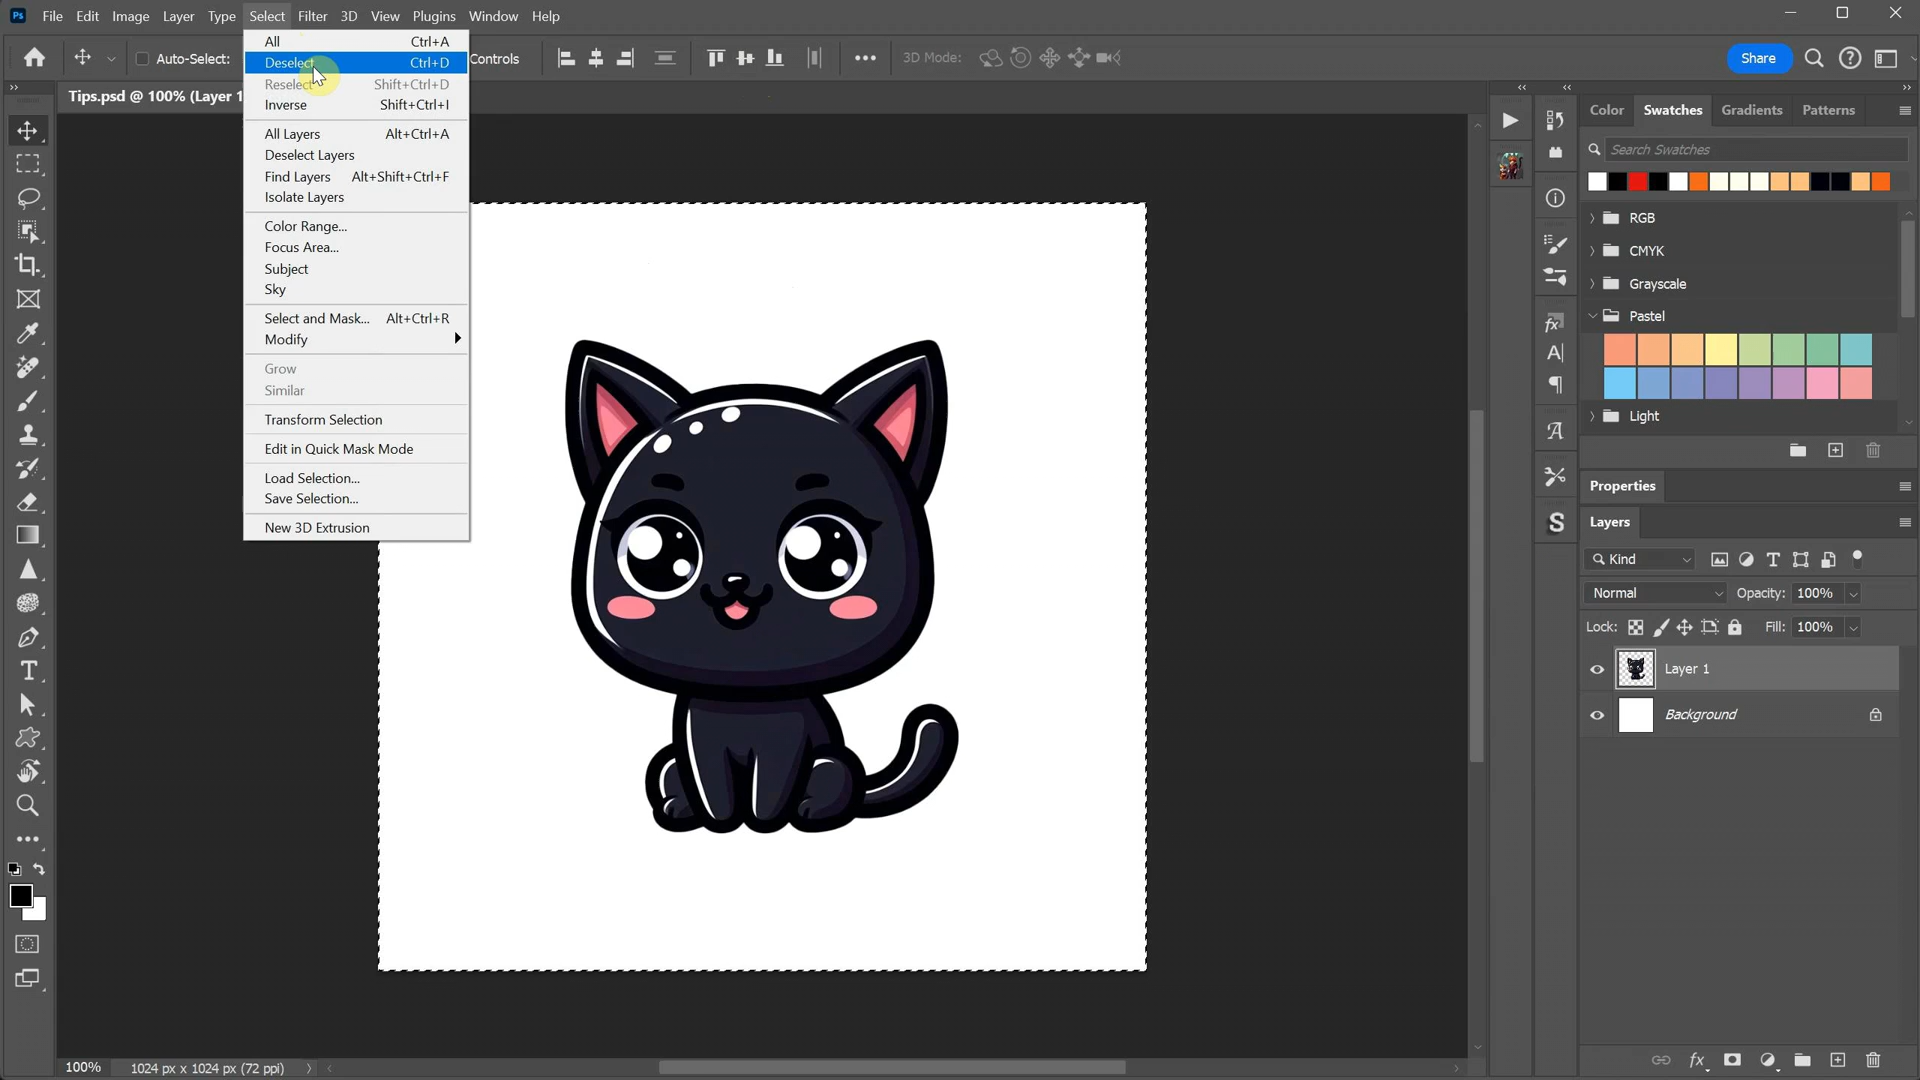 Ps File Edit Image Layer Type Select Filter 3D View Plugins Window Help
Auto-Select: Controls 3D Mode: Share
Tips.psd @ 100% (Layer 1
All Ctrl+A
Deselect Ctrl+D
Reselect Shift+Ctrl+D
Inverse Shift+Ctrl+I
All Layers Alt+Ctrl+A
Deselect Layers
Find Layers Alt+Shift+Ctrl+F
Isolate Layers
Color Range...
Focus Area...
Subject
Sky
Select and Mask... Alt+Ctrl+R
Modify
Grow
Similar
Transform Selection
Edit in Quick Mask Mode
Load Selection...
Save Selection...
New 3D Extrusion
Color Swatches Gradients Patterns
Search Swatches
RGB
CMYK
Grayscale
Pastel
Light
Properties
Layers
Kind
Normal Opacity: 100%
Lock: Fill: 100%
Layer 1
Background
100% 1024 px x 1024 px (72 ppi)